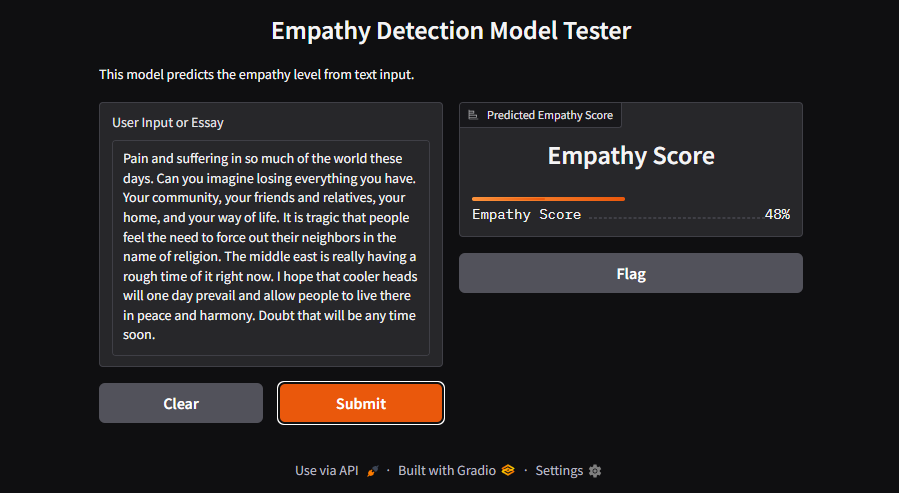 Empathy Detection Model Tester
This model predicts the empathy level from text input.
User Input or Essay
Pain and suffering in so much of the world these
days. Can you imagine losing everything you have.
Your community, your friends and relatives, your
home, and your way of life. It is tragic that people
feel the need to force out their neighbors in the
name of religion. The middle east is really having a
rough time of it right now. I hope that cooler heads
will one day prevail and allow people to live there
in peace and harmony. Doubt that will be any time
soon.
Clear
Submit
Predicted Empathy Score
Empathy Score
Empathy Score 48%
Flag
Use via API · Built with Gradio · Settings